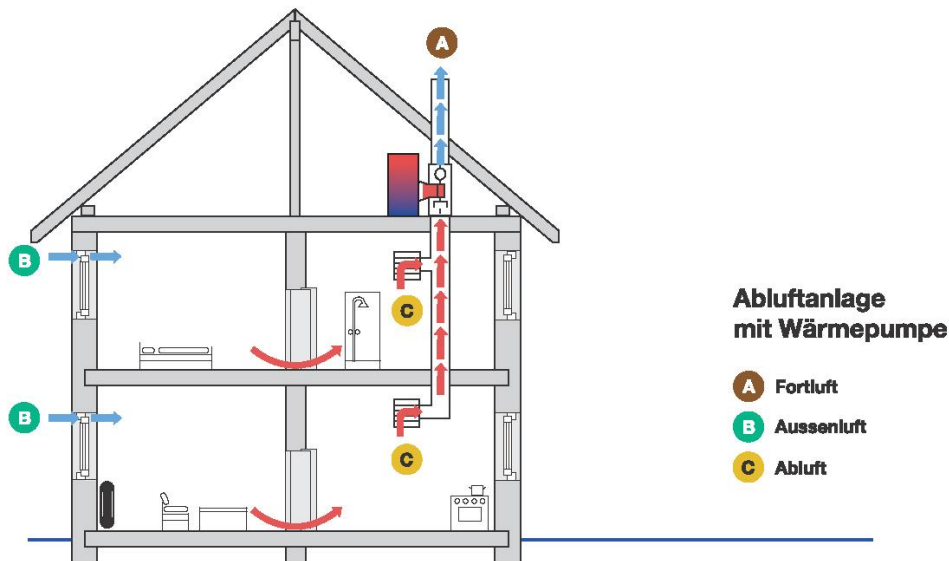 A
B
C
B
C
Abluftanlage
mit Wärmepumpe
A Fortluft
B Aussenluft
C Abluft